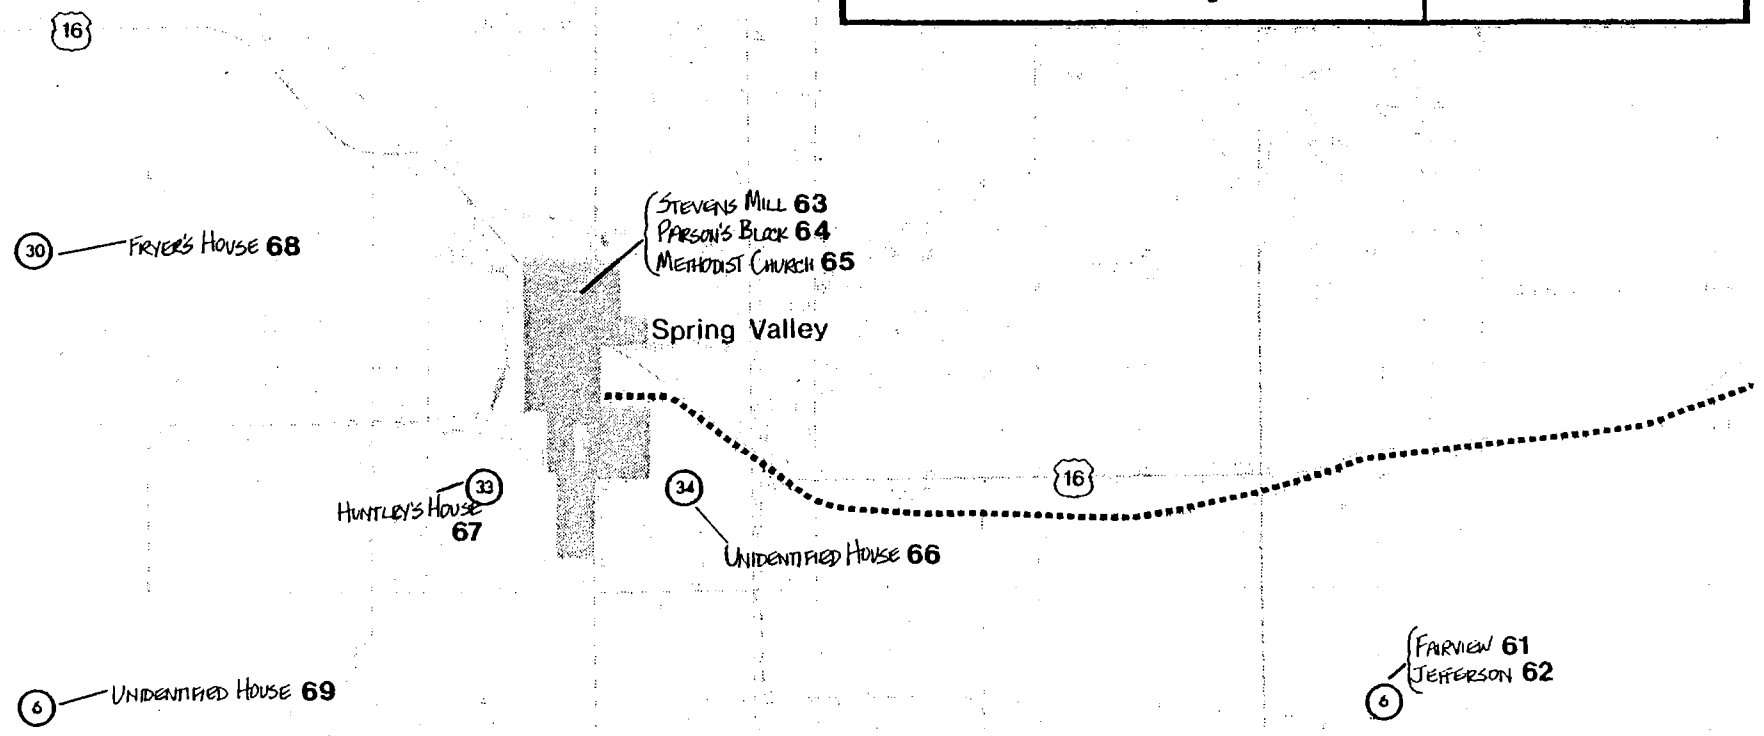 16
STEVENS MILL 63
PARSON'S BLOCK 64
METHODIST CHURCH 65
30 FRYER'S HOUSE 68
Spring Valley
33
HUNTLEY'S HOUSE
67
34
16
UNIDENTIFIED HOUSE 66
FAIRVIEW 61
JEFFERSON 62
6 UNIDENTIFIED HOUSE 69
6